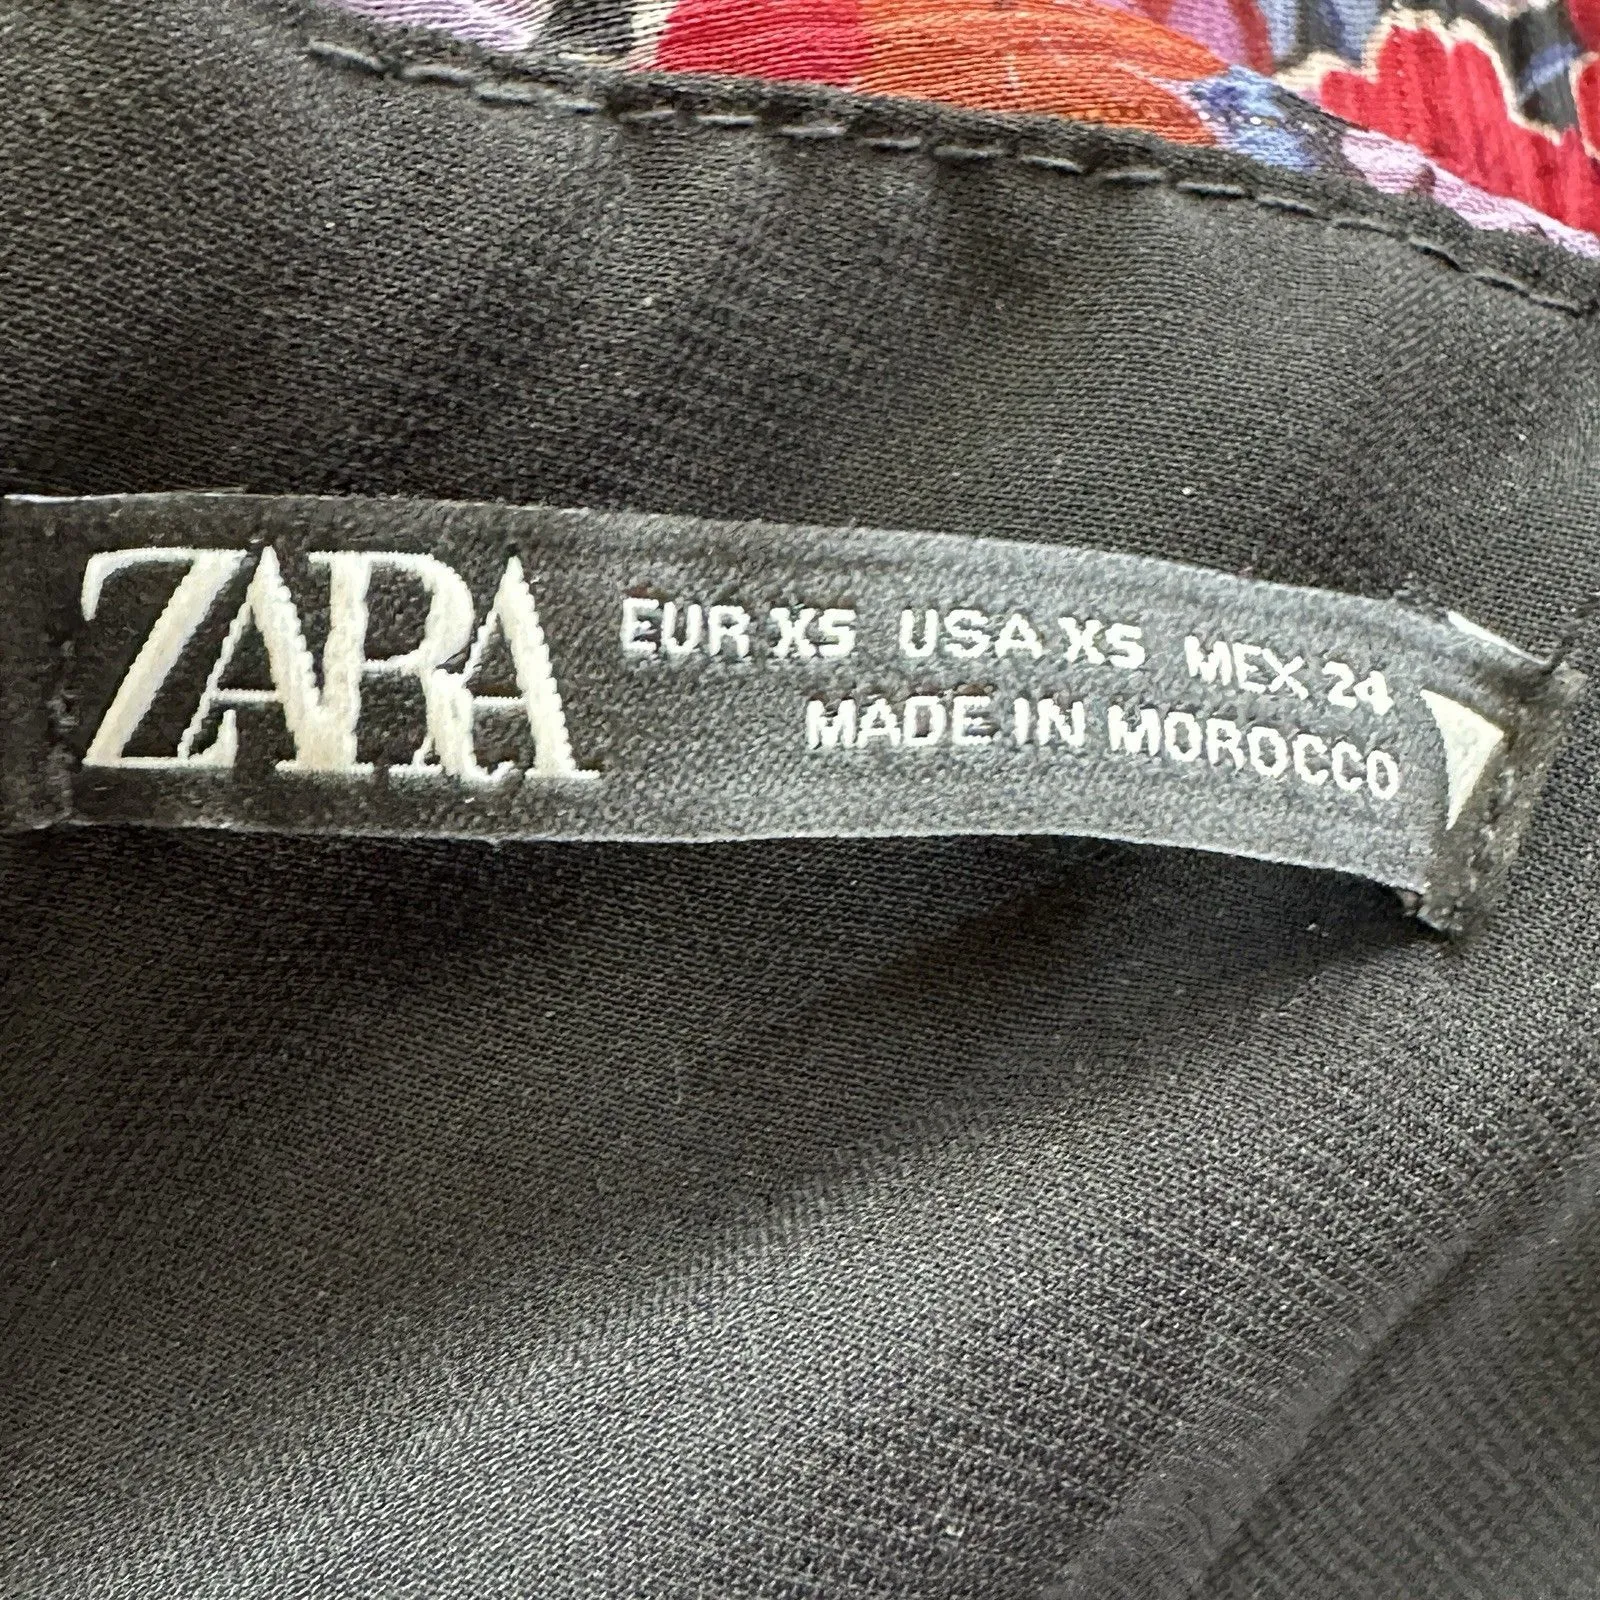 ZARA
EUR XS USA XS MEX 24
MADE IN MOROCCO